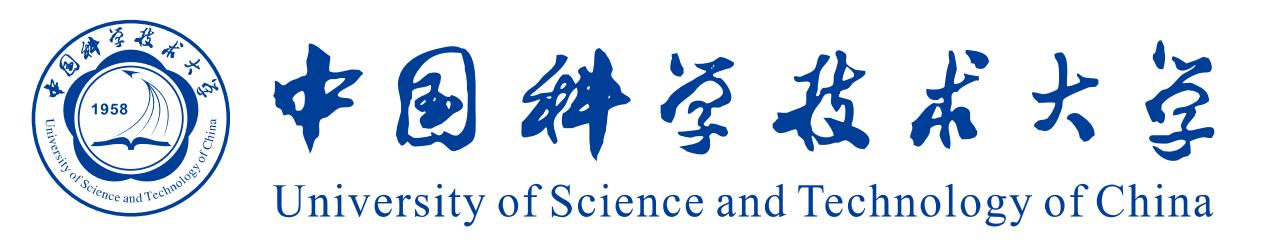 中国科学技术大学
1958
University of Science and Technology of China
中国科学技术大学
University of Science and Technology of China